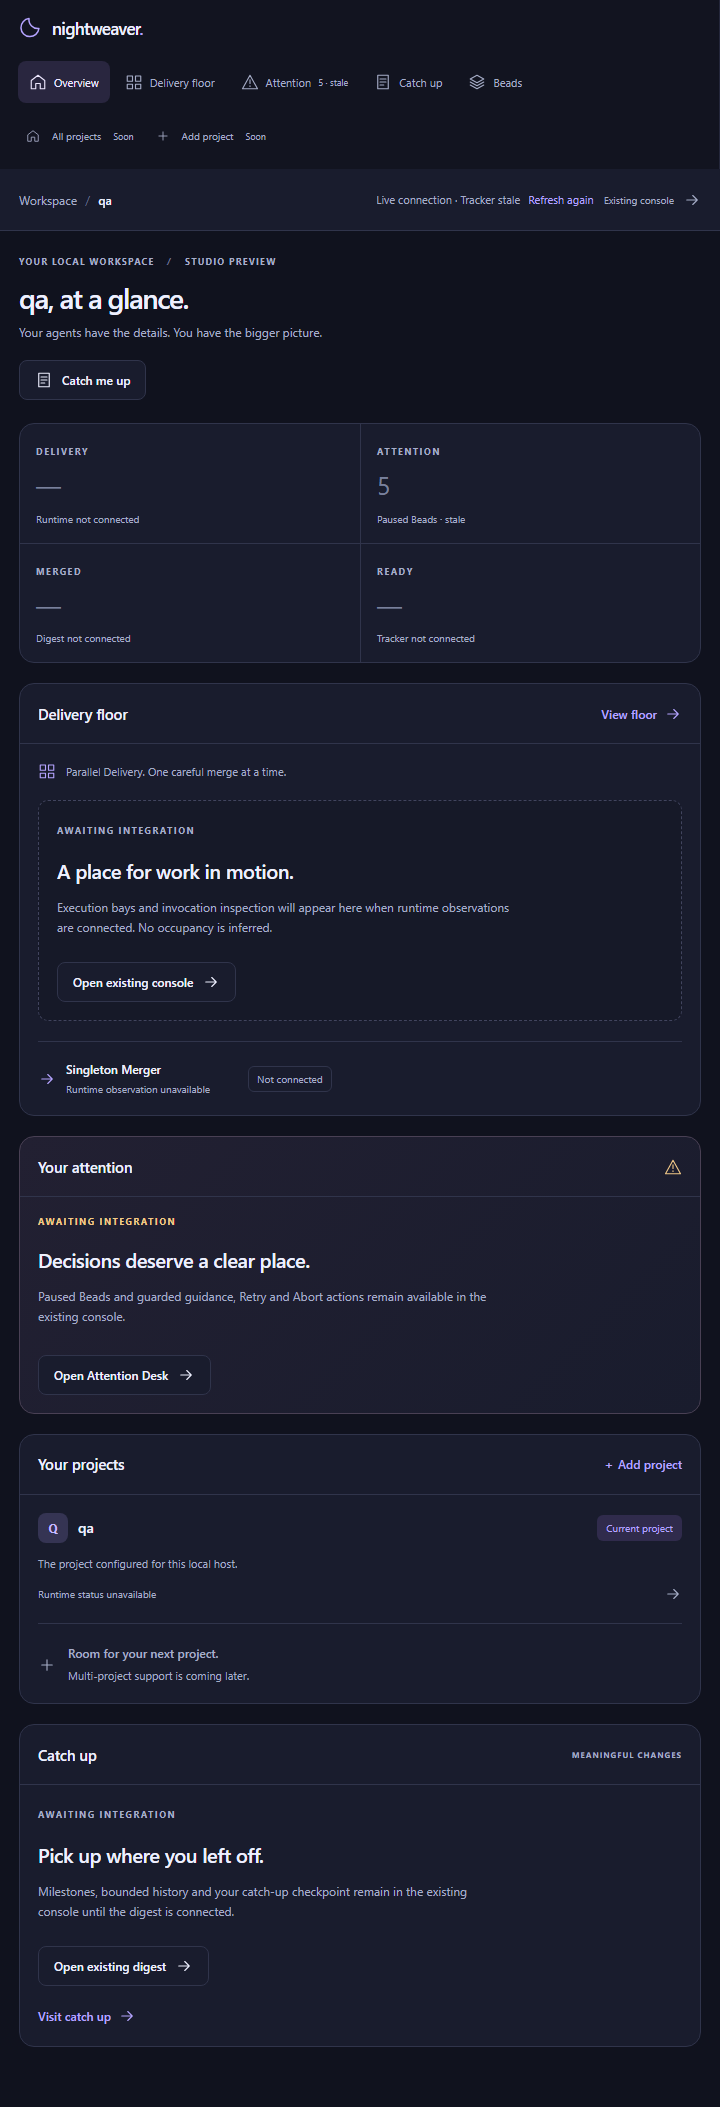 nightweaver.
Overview
Delivery floor
Attention 5 · stale
Catch up
Beads
All projects Soon
Add project Soon
Workspace / qa
Live connection · Tracker stale Refresh again Existing console
YOUR LOCAL WORKSPACE / STUDIO PREVIEW
qa, at a glance.
Your agents have the details. You have the bigger picture.
Catch me up
DELIVERY
—
Runtime not connected
ATTENTION
5
Paused Beads · stale
MERGED
—
Digest not connected
READY
—
Tracker not connected
Delivery floor
View floor
Parallel Delivery. One careful merge at a time.
AWAITING INTEGRATION
A place for work in motion.
Execution bays and invocation inspection will appear here when runtime observations
are connected. No occupancy is inferred.
Open existing console
Singleton Merger
Runtime observation unavailable
Not connected
Your attention
AWAITING INTEGRATION
Decisions deserve a clear place.
Paused Beads and guarded guidance, Retry and Abort actions remain available in the
existing console.
Open Attention Desk
Your projects
+ Add project
Q
qa
Current project
The project configured for this local host.
Runtime status unavailable
Room for your next project.
Multi-project support is coming later.
Catch up
MEANINGFUL CHANGES
AWAITING INTEGRATION
Pick up where you left off.
Milestones, bounded history and your catch-up checkpoint remain in the existing
console until the digest is connected.
Open existing digest
Visit catch up